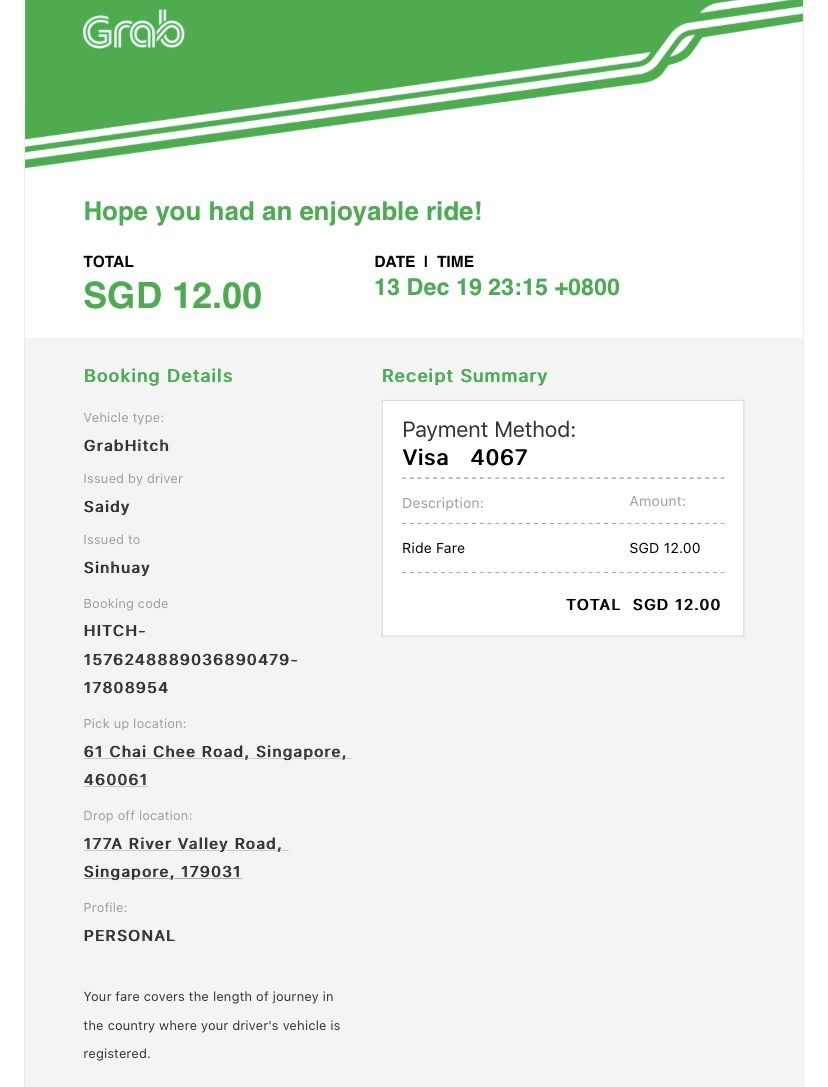 Grab
Hope you had an enjoyable ride!
TOTAL
SGD 12.00
DATE | TIME
13 Dec 19 23:15 +0800
Booking Details
Vehicle type:
GrabHitch
Issued by driver
Saidy
Issued to
Sinhuay
Booking code
HITCH-
1576248889036890479-
17808954
Pick up location:
61 Chai Chee Road, Singapore,
460061
Drop off location:
177A River Valley Road,
Singapore, 179031
Profile:
PERSONAL
Your fare covers the length of journey in
the country where your driver's vehicle is
registered.
Receipt Summary
Payment Method:
Visa 4067
Description: Amount:
Ride Fare SGD 12.00
TOTAL SGD 12.00